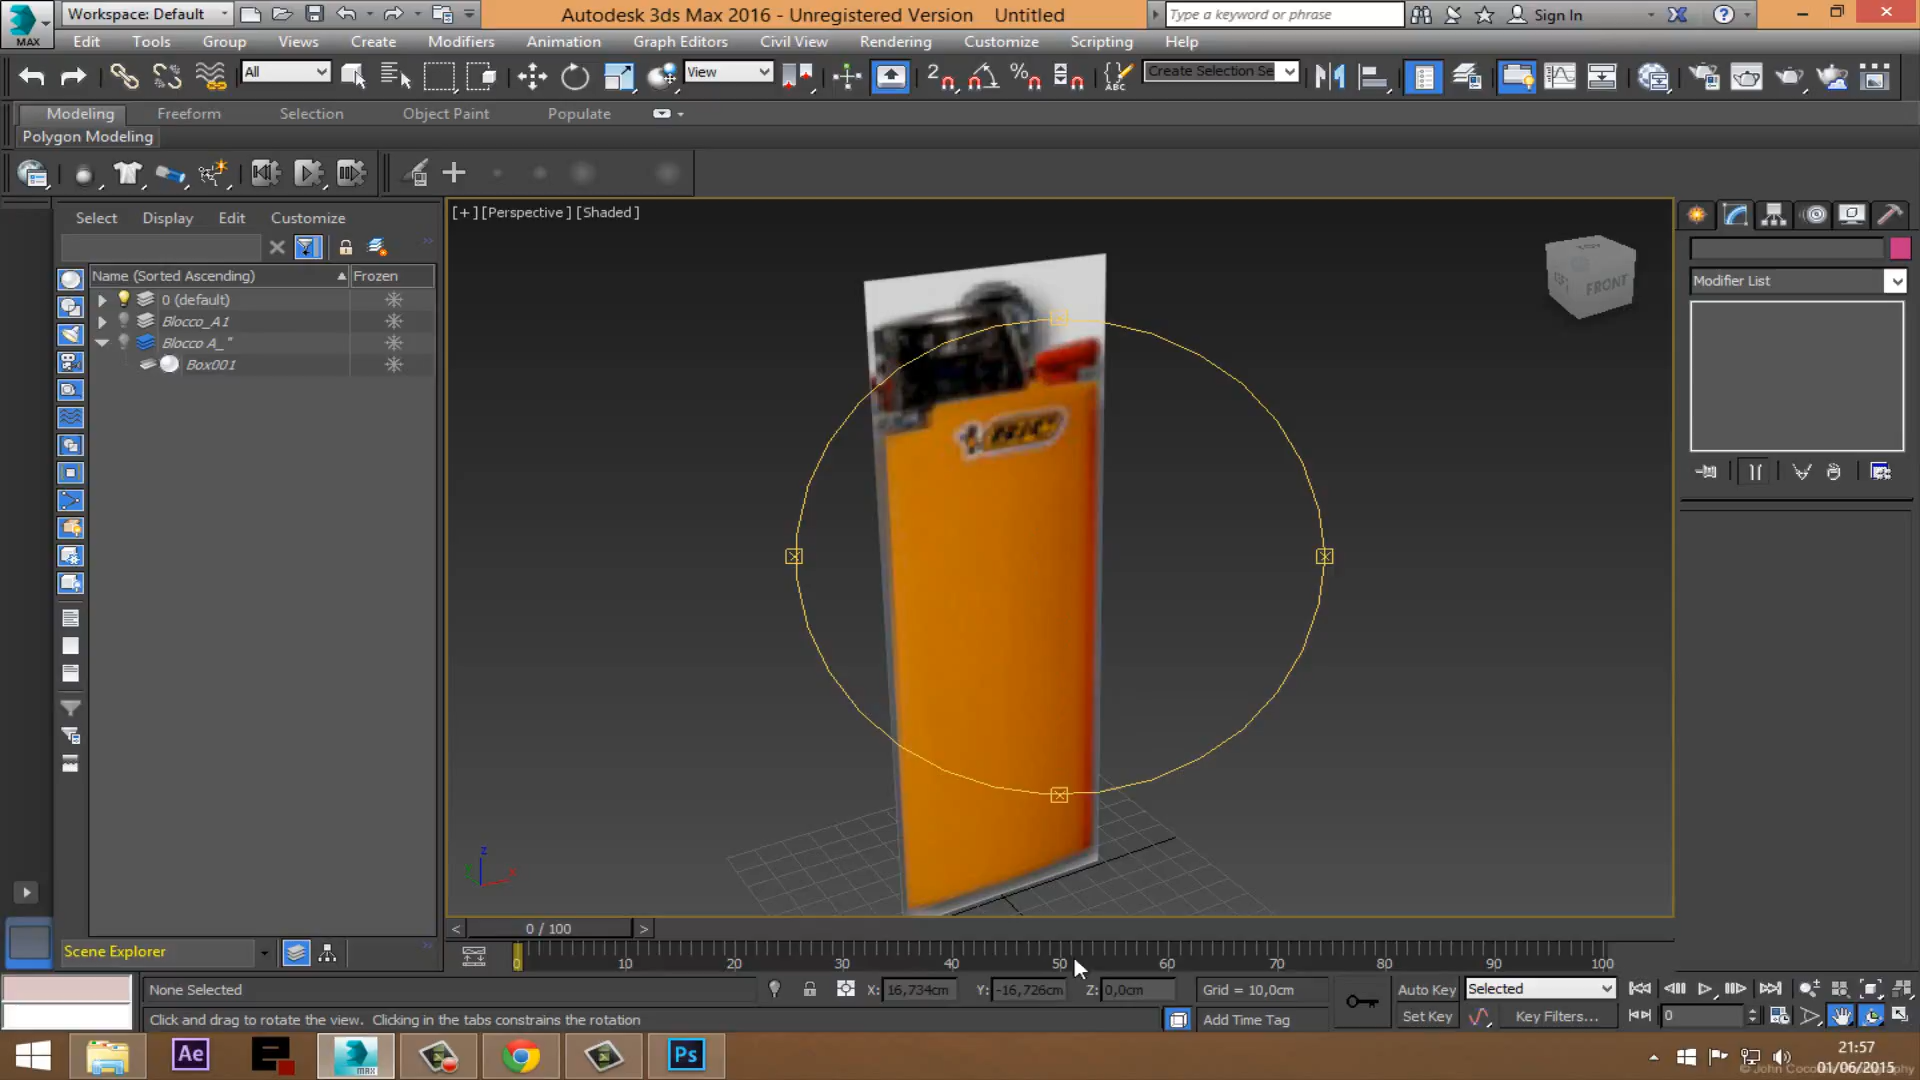 Workspace: Default
Autodesk 3ds Max 2016 - Unregistered Version Untitled
Type a keyword or phrase
Sign In
MAX
Edit Tools Group Views Create Modifiers Animation Graph Editors Civil View Rendering Customize Scripting Help
All
View
Create Selection Se
Modeling Freeform Selection Object Paint Populate
Polygon Modeling
Select Display Edit Customize
Name (Sorted Ascending) Frozen
0 (default)
Blocco_A1
Blocco A_"
Box001
[+] [Perspective] [Shaded]
FRONT
Modifier List
z
0 / 100
Scene Explorer
0 10 20 30 40 50 60 70 80 90 100
None Selected
X: 16,734cm Y: -16,726cm Z: 0,0cm
Grid = 10,0cm
Auto Key Selected
Click and drag to rotate the view. Clicking in the tabs constrains the rotation
Add Time Tag
Set Key Key Filters...
0
Ae
MAX
Ps
21:57
01/06/2015